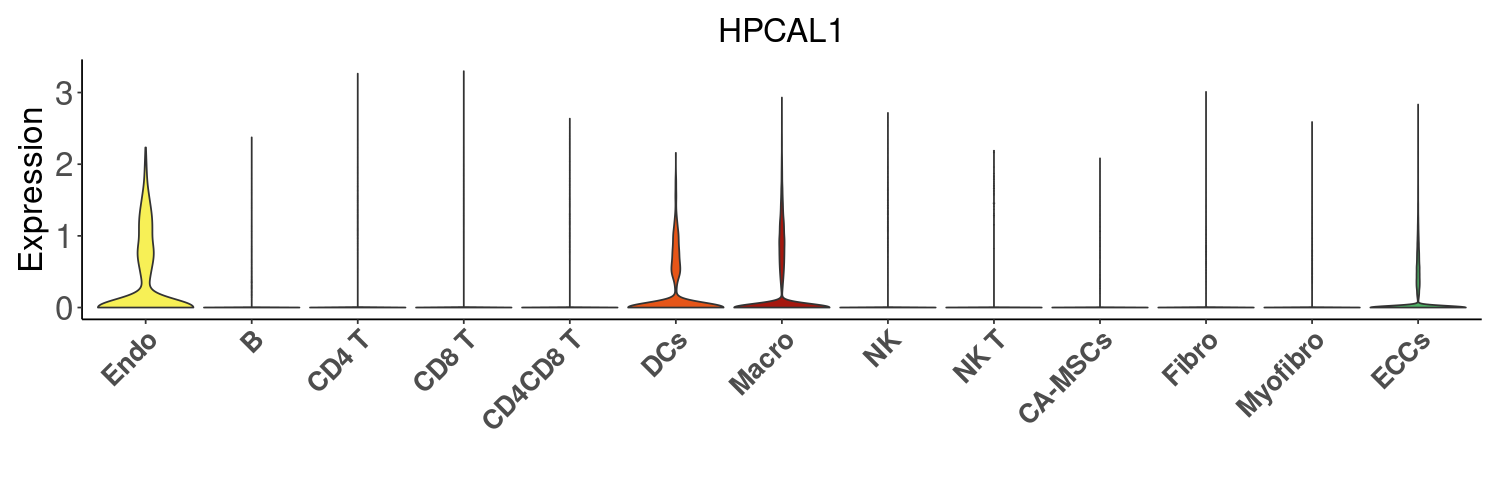 HPCAL1
Expression
3
2
1
0
Endo
B
CD4 T
CD8 T
CD4CD8 T
DCs
Macro
NK
NK T
CA-MSCs
Fibro
Myofibro
ECCs